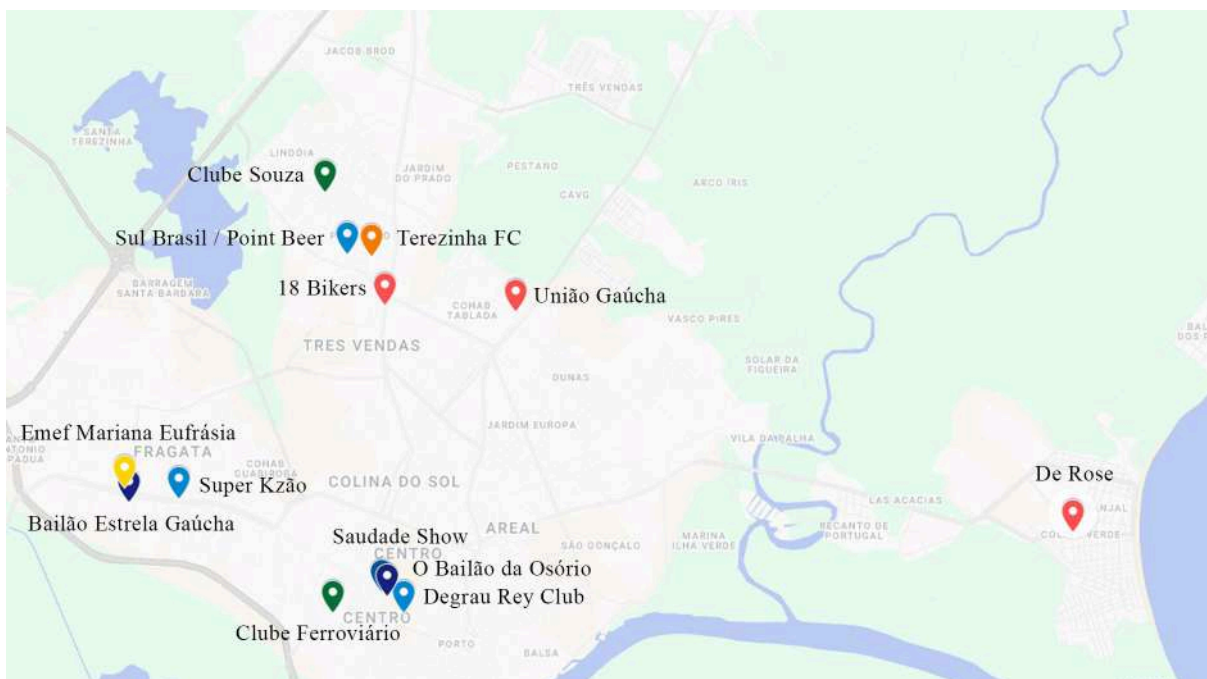 JACOB BROD
TRÊS VENDAS
SANTA
TEREZINHA
LINDÓIA
JARDIM
DO PRADO
PESTANO
CAVG
ARCO ÍRIS
Clube Souza
Sul Brasil / Point Beer
Terezinha FC
BARRAGEM
SANTA BARBARA
18 Bikers
União Gaúcha
COHAB
TABLADA
VASCO PIRES
TRES VENDAS
SOLAR DA
FIGUEIRA
DUNAS
JARDIM EUROPA
VILA DA PALHA
Emef Mariana Eufrásia
FRAGATA
COHAB
Super Kzão
COLINA DO SOL
Bailão Estrela Gaúcha
AREAL
LAS ACACIAS
RECANTO DE
PORTUGAL
De Rose
MARINA
ILHA VERDE
SÃO GONÇALO
Saudade Show
CENTRO
O Bailão da Osório
Degrau Rey Club
CENTRO
Clube Ferroviário
PORTO
BALSA